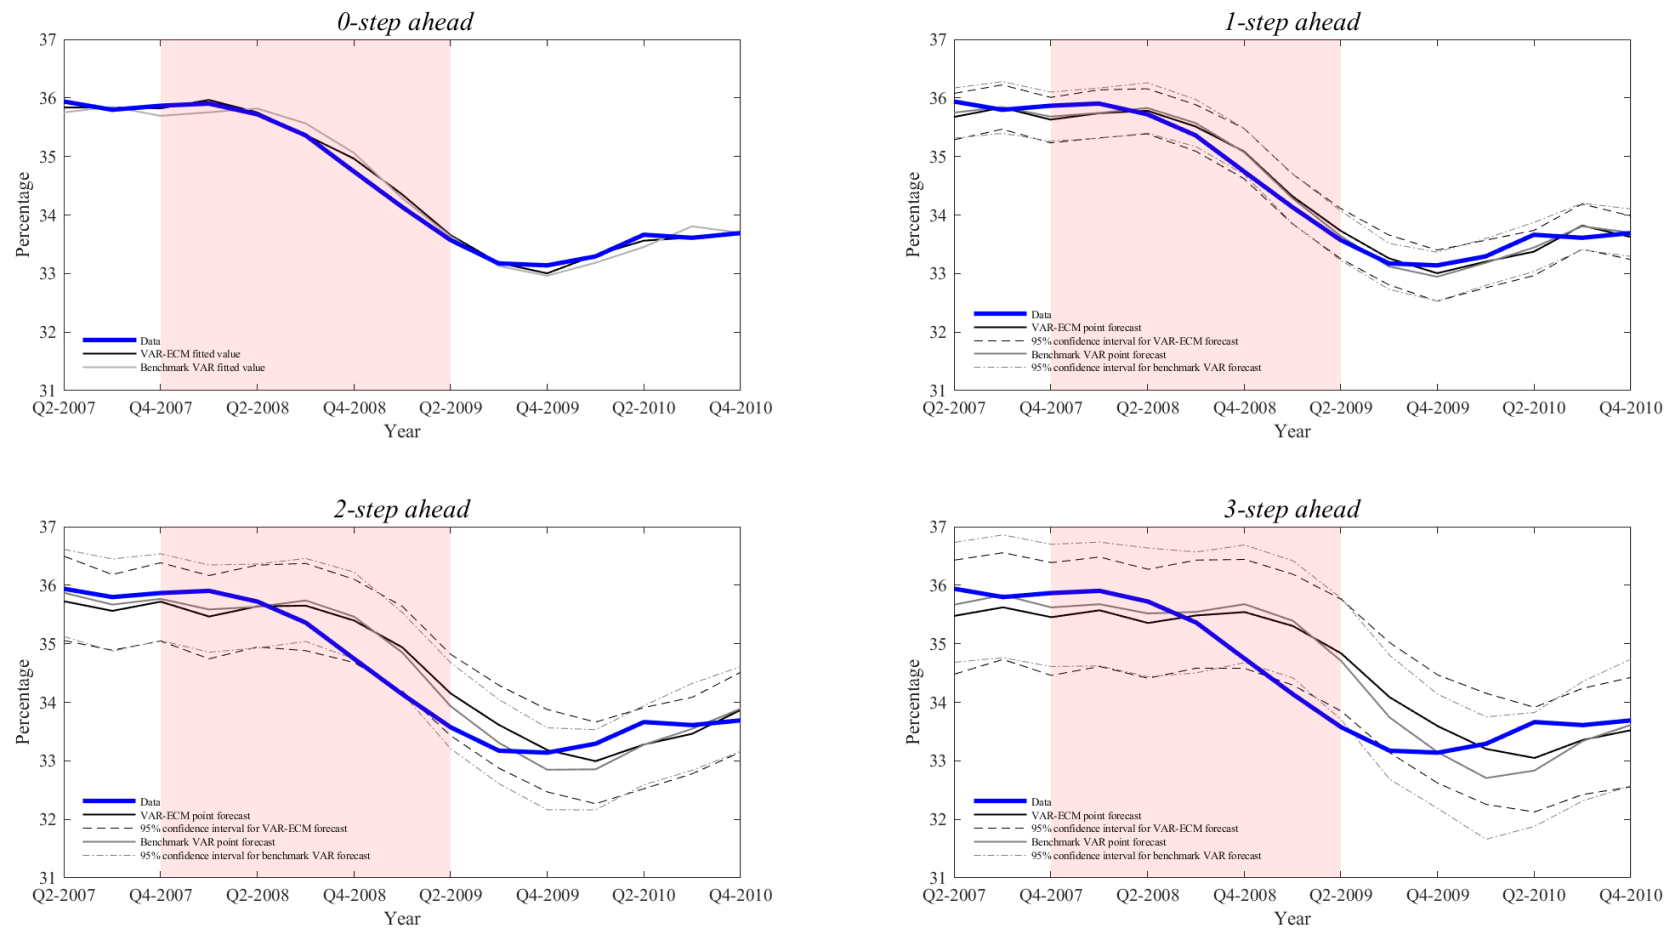 0-step ahead
37
36
35
34
33
32
31
Percentage
Data
VAR-ECM fitted value
Benchmark VAR fitted value
Q2-2007 Q4-2007 Q2-2008 Q4-2008 Q2-2009 Q4-2009 Q2-2010 Q4-2010
Year
1-step ahead
37
36
35
34
33
32
31
Percentage
Data
VAR-ECM point forecast
95% confidence interval for VAR-ECM forecast
Benchmark VAR point forecast
95% confidence interval for benchmark VAR forecast
Q2-2007 Q4-2007 Q2-2008 Q4-2008 Q2-2009 Q4-2009 Q2-2010 Q4-2010
Year
2-step ahead
37
36
35
34
33
32
31
Percentage
Data
VAR-ECM point forecast
95% confidence interval for VAR-ECM forecast
Benchmark VAR point forecast
95% confidence interval for benchmark VAR forecast
Q2-2007 Q4-2007 Q2-2008 Q4-2008 Q2-2009 Q4-2009 Q2-2010 Q4-2010
Year
3-step ahead
37
36
35
34
33
32
31
Percentage
Data
VAR-ECM point forecast
95% confidence interval for VAR-ECM forecast
Benchmark VAR point forecast
95% confidence interval for benchmark VAR forecast
Q2-2007 Q4-2007 Q2-2008 Q4-2008 Q2-2009 Q4-2009 Q2-2010 Q4-2010
Year